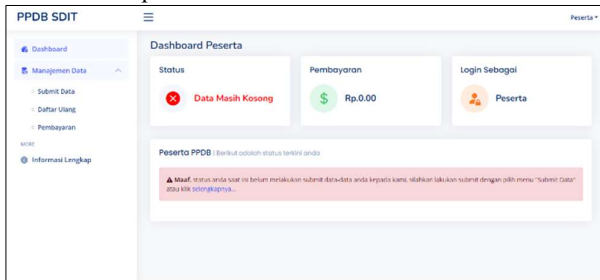 PPDB SDIT
Peserta
Dashboard
Manajemen Data
Submit Data
Daftar Ulang
Pembayaran
MORE
Informasi Lengkap
Dashboard Peserta
Status
Data Masih Kosong
Pembayaran
$
Rp.0.00
Login Sebagai
Peserta
Peserta PPDB | Berikut adalah status terkini anda
Maaf, status anda saat ini belum melakukan submit data-data anda kepada kami, silahkan lakukan submit dengan pilih menu "Submit Data"
atau klik selengkapnya...